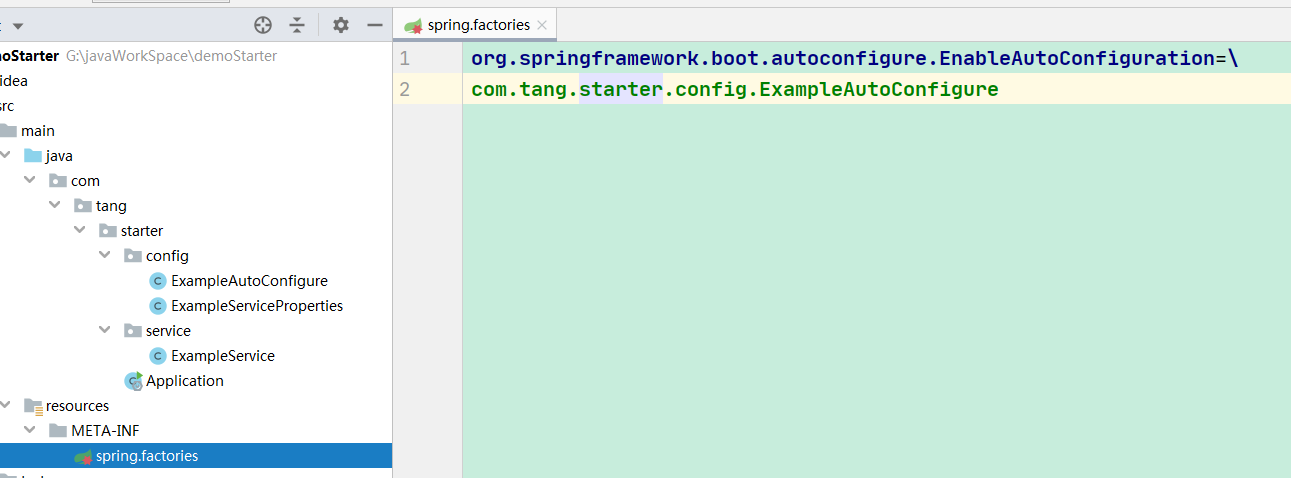 noStarter G:\javaWorkSpace\demoStarter
idea
src
main
java
com
tang
starter
config
ExampleAutoConfigure
ExampleServiceProperties
service
ExampleService
Application
resources
META-INF
spring.factories
spring.factories
1 org.springframework.boot.autoconfigure.EnableAutoConfiguration=\
2 com.tang.starter.config.ExampleAutoConfigure